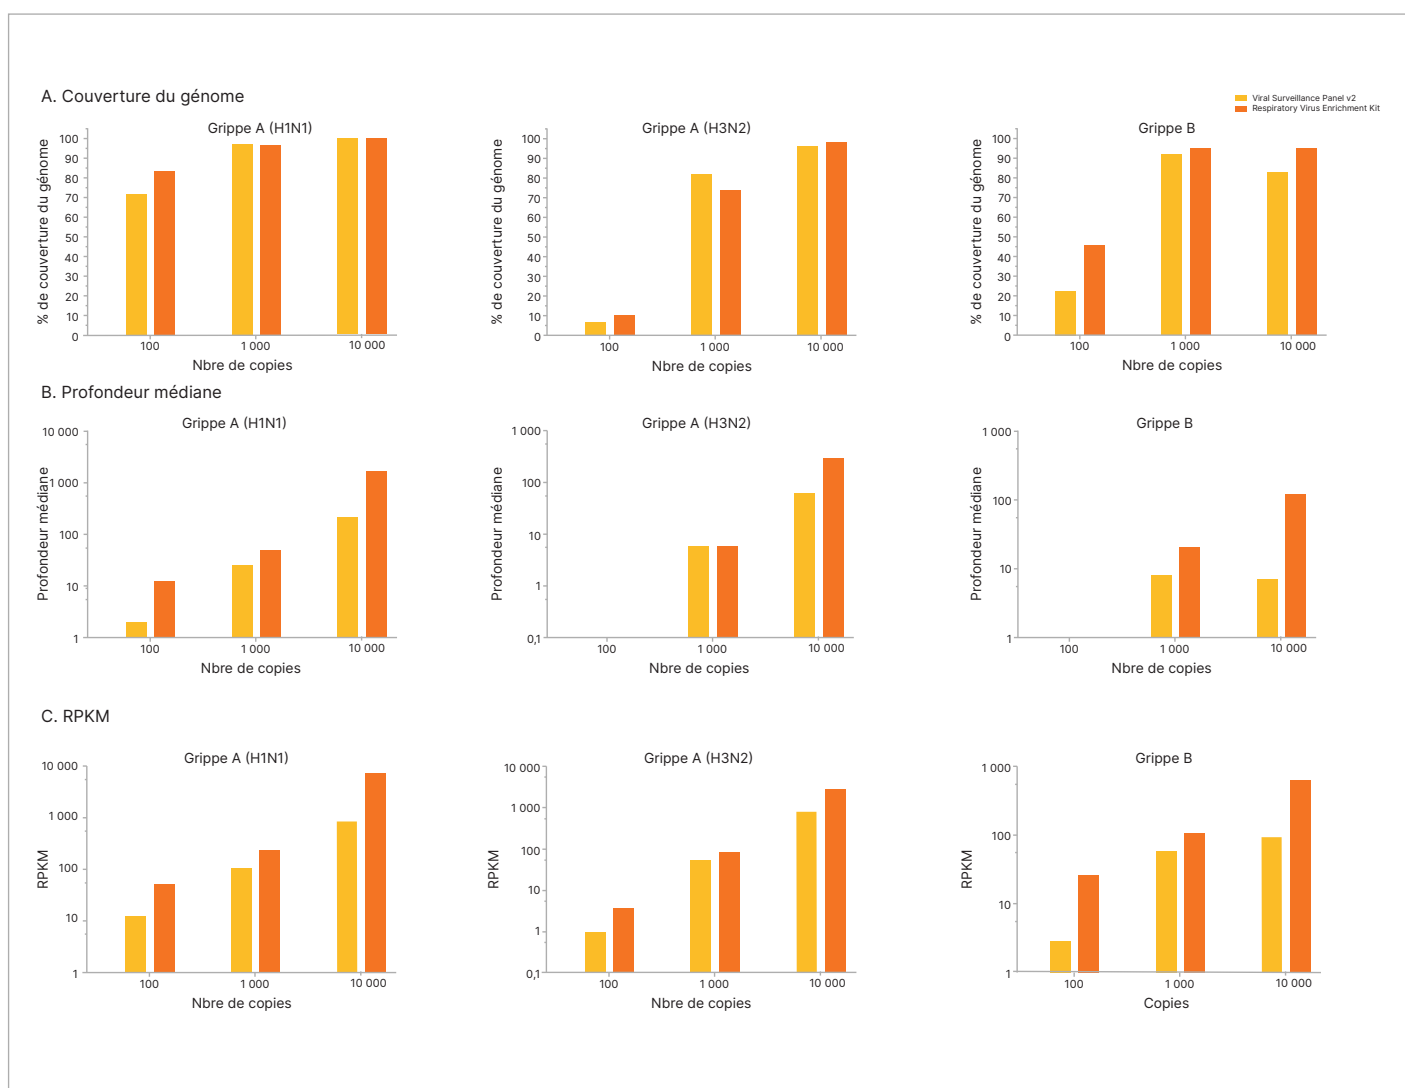 A. Couverture du génome
Viral Surveillance Panel v2
Respiratory Virus Enrichment Kit
Grippe A (H1N1)
% de couverture du génome
100
90
80
70
60
50
40
30
20
10
0
100
1 000
10 000
Nbre de copies
Grippe A (H3N2)
% de couverture du génome
100
90
80
70
60
50
40
30
20
10
0
100
1 000
10 000
Nbre de copies
Grippe B
% de couverture du génome
100
90
80
70
60
50
40
30
20
10
0
100
1 000
10 000
Nbre de copies
B. Profondeur médiane
Grippe A (H1N1)
Profondeur médiane
10 000
1 000
100
10
1
100
1 000
10 000
Nbre de copies
Grippe A (H3N2)
Profondeur médiane
1 000
100
10
1
0,1
100
1 000
10 000
Nbre de copies
Grippe B
Profondeur médiane
1 000
100
10
1
100
1 000
10 000
Nbre de copies
C. RPKM
Grippe A (H1N1)
RPKM
10 000
1 000
100
10
1
100
1 000
10 000
Nbre de copies
Grippe A (H3N2)
RPKM
10 000
1 000
100
10
1
0,1
100
1 000
10 000
Nbre de copies
Grippe B
RPKM
1 000
100
10
1
100
1 000
10 000
Copies